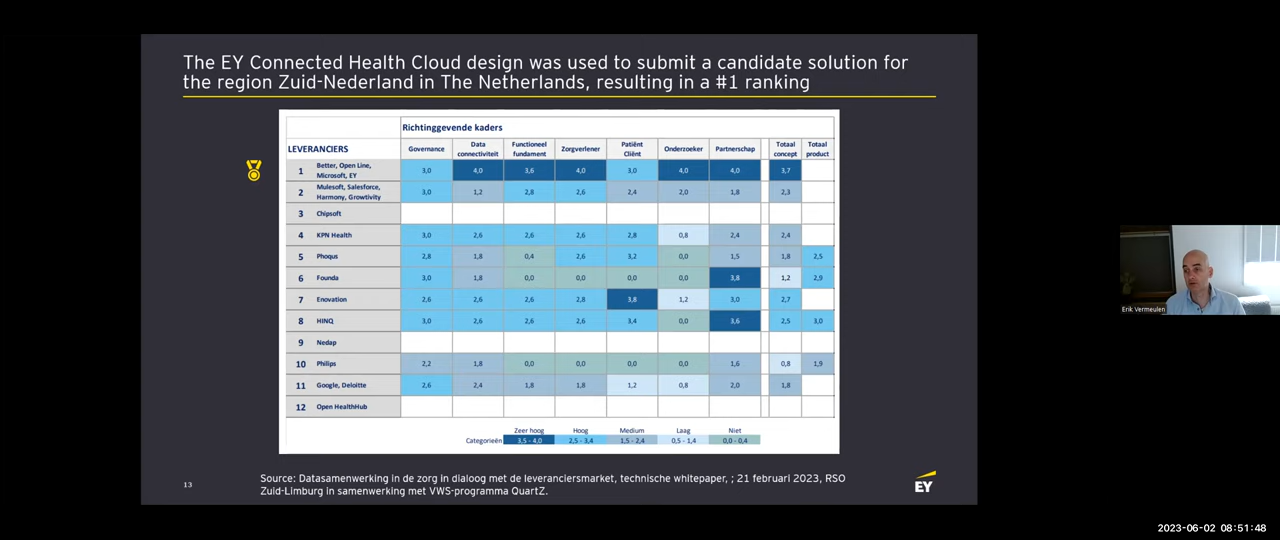 The EY Connected Health Cloud design was used to submit a candidate solution for
the region Zuid-Nederland in The Netherlands, resulting in a #1 ranking
Richtinggevende kaders
LEVERANCIERS Governance Data connectiviteit Functioneel fundament Zorgverlener Patiënt Cliënt Onderzoeker Partnerschap Totaal concept Totaal product
1 Better, Open Line, Microsoft, EY 3,0 4,0 3,6 4,0 3,0 4,0 4,0 3,7
2 Mulesoft, Salesforce, Harmony, Growtivity 3,0 1,2 2,8 2,6 2,4 2,0 1,8 2,3
3 Chipsoft
4 KPN Health 3,0 2,6 2,6 2,6 2,8 0,8 2,4 2,4
5 Phoqus 2,8 1,8 0,4 2,6 3,2 0,0 1,5 1,8 2,5
6 Founda 3,0 1,8 0,0 0,0 0,0 0,0 3,8 1,2 2,9
7 Enovation 2,6 2,6 2,6 2,8 3,8 1,2 3,0 2,7
8 HINQ 3,0 2,6 2,6 2,6 3,4 0,0 3,6 2,5 3,0
9 Nedap
10 Philips 2,2 1,8 0,0 0,0 0,0 0,0 1,6 0,8 1,9
11 Google, Deloitte 2,6 2,4 1,8 1,8 1,2 0,8 2,0 1,8
12 Open HealthHub
Zeer hoog Hoog Medium Laag Niet
Categorieën 3,5 - 4,0 2,5 - 3,4 1,5 - 2,4 0,5 - 1,4 0,0 - 0,4
Source: Datasamenwerking in de zorg in dialoog met de leveranciersmarket, technische whitepaper, ; 21 februari 2023, RSO
Zuid-Limburg in samenwerking met VWS-programma QuartZ.
13
EY
Erik Vermeulen
2023-06-02 08:51:48